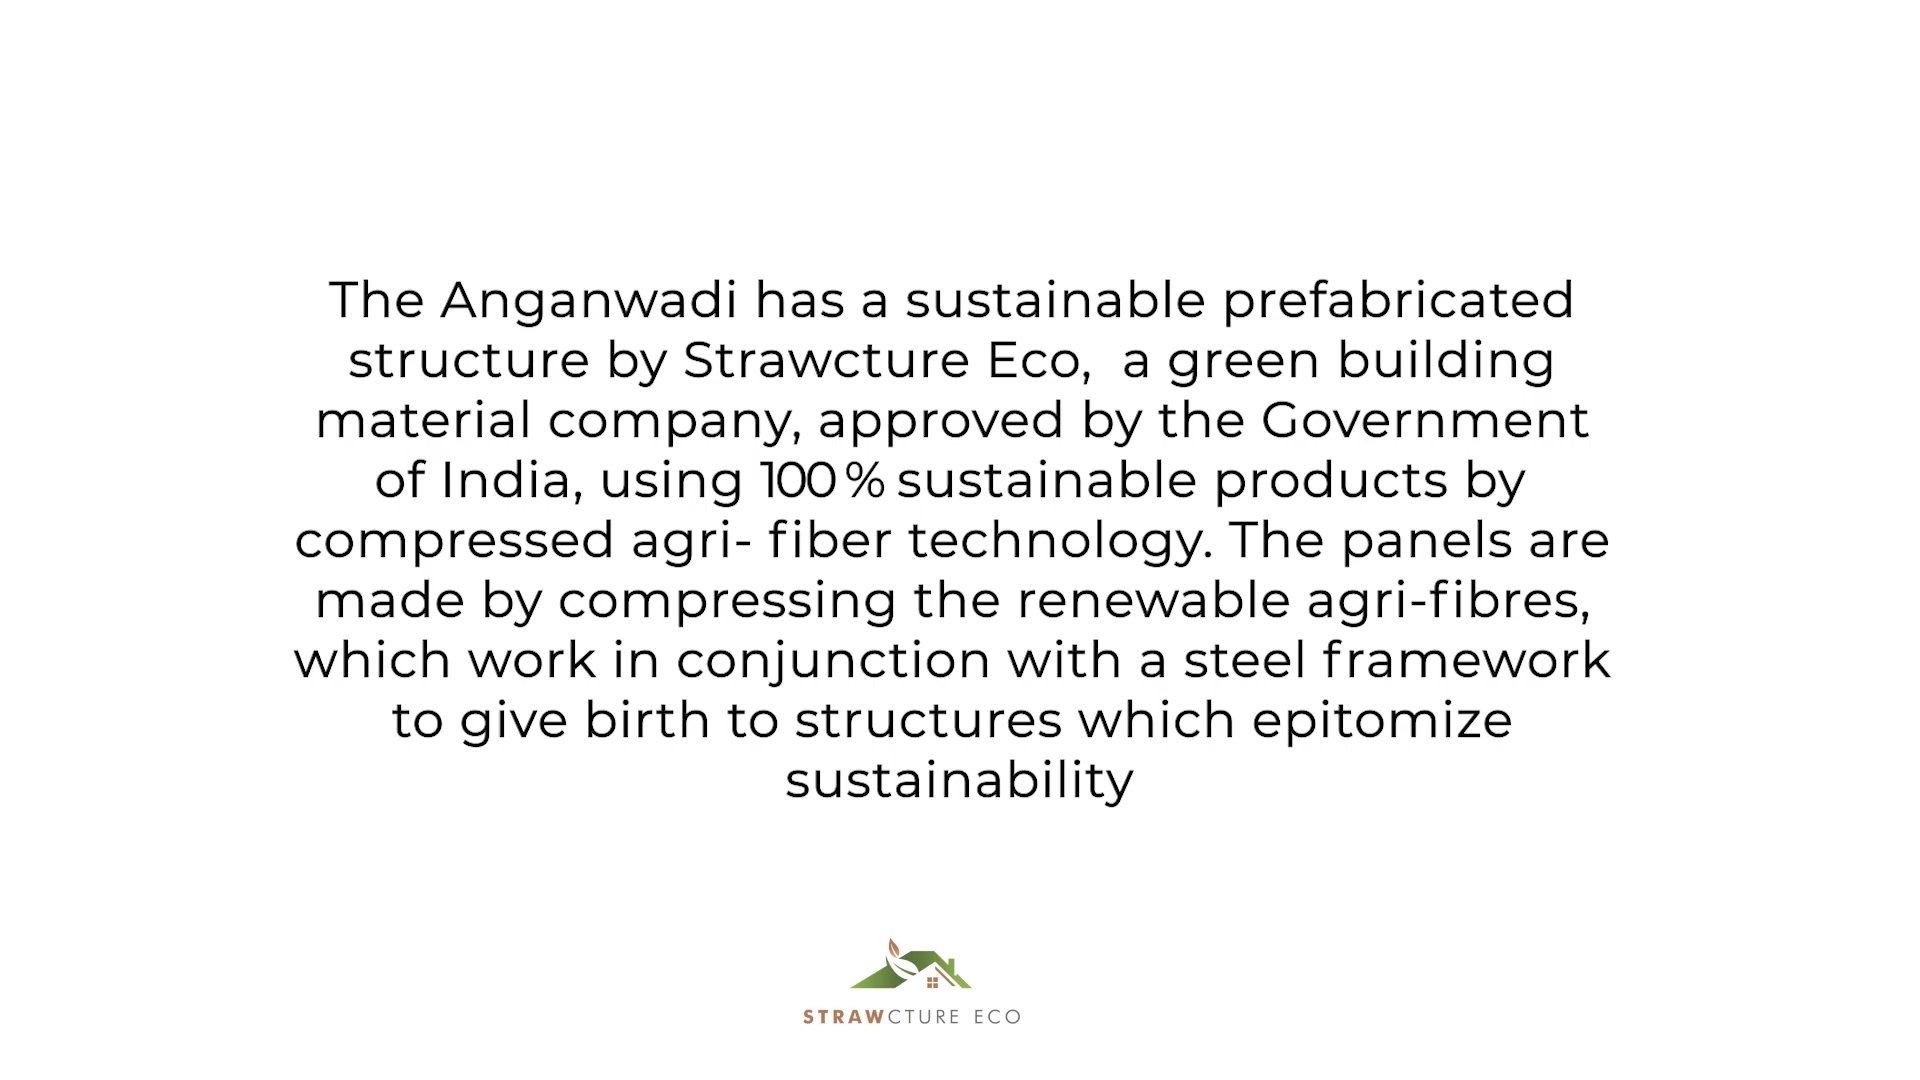 The Anganwadi has a sustainable prefabricated
structure by Strawcture Eco,  a green building
material company, approved by the Government
of India, using 100% sustainable products by
compressed agri- fiber technology. The panels are
made by compressing the renewable agri-fibres,
which work in conjunction with a steel framework
to give birth to structures which epitomize
sustainability
STRAWCTURE ECO